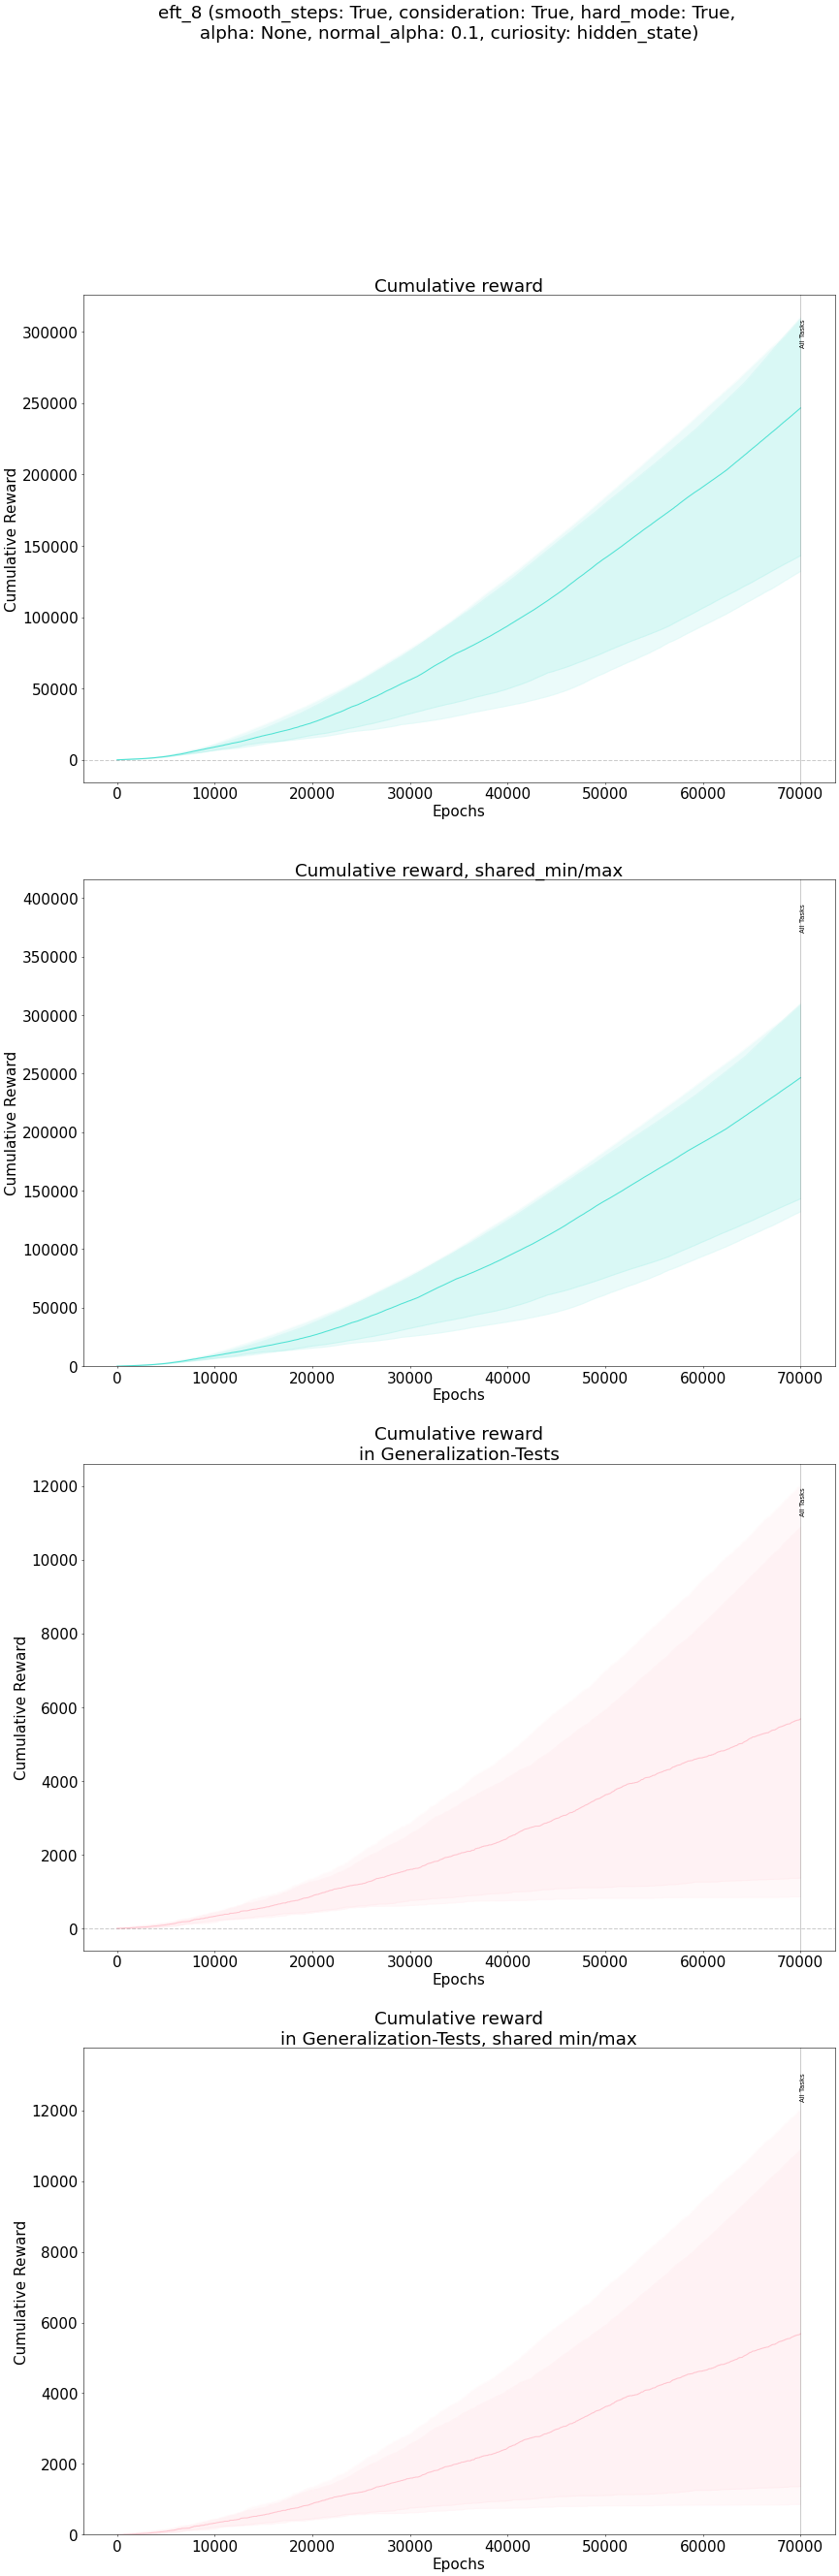 eft_8 (smooth_steps: True, consideration: True, hard_mode: True,
alpha: None, normal_alpha: 0.1, curiosity: hidden_state)
Cumulative reward
300000
250000
200000
150000
100000
50000
0
Cumulative Reward
All Tasks
0 10000 20000 30000 40000 50000 60000 70000
Epochs
Cumulative reward, shared_min/max
400000
350000
300000
250000
200000
150000
100000
50000
0
Cumulative Reward
All Tasks
0 10000 20000 30000 40000 50000 60000 70000
Epochs
Cumulative reward
in Generalization-Tests
12000
10000
8000
6000
4000
2000
0
Cumulative Reward
All Tasks
0 10000 20000 30000 40000 50000 60000 70000
Epochs
Cumulative reward
in Generalization-Tests, shared min/max
12000
10000
8000
6000
4000
2000
0
Cumulative Reward
All Tasks
0 10000 20000 30000 40000 50000 60000 70000
Epochs